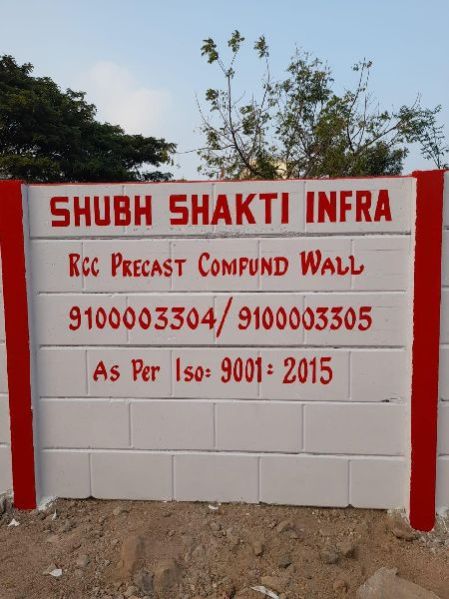 SHUBH SHAKTI INFRA
RCC PRECAST COMPUND WALL
9100003304/9100003305
As Per Iso: 9001: 2015